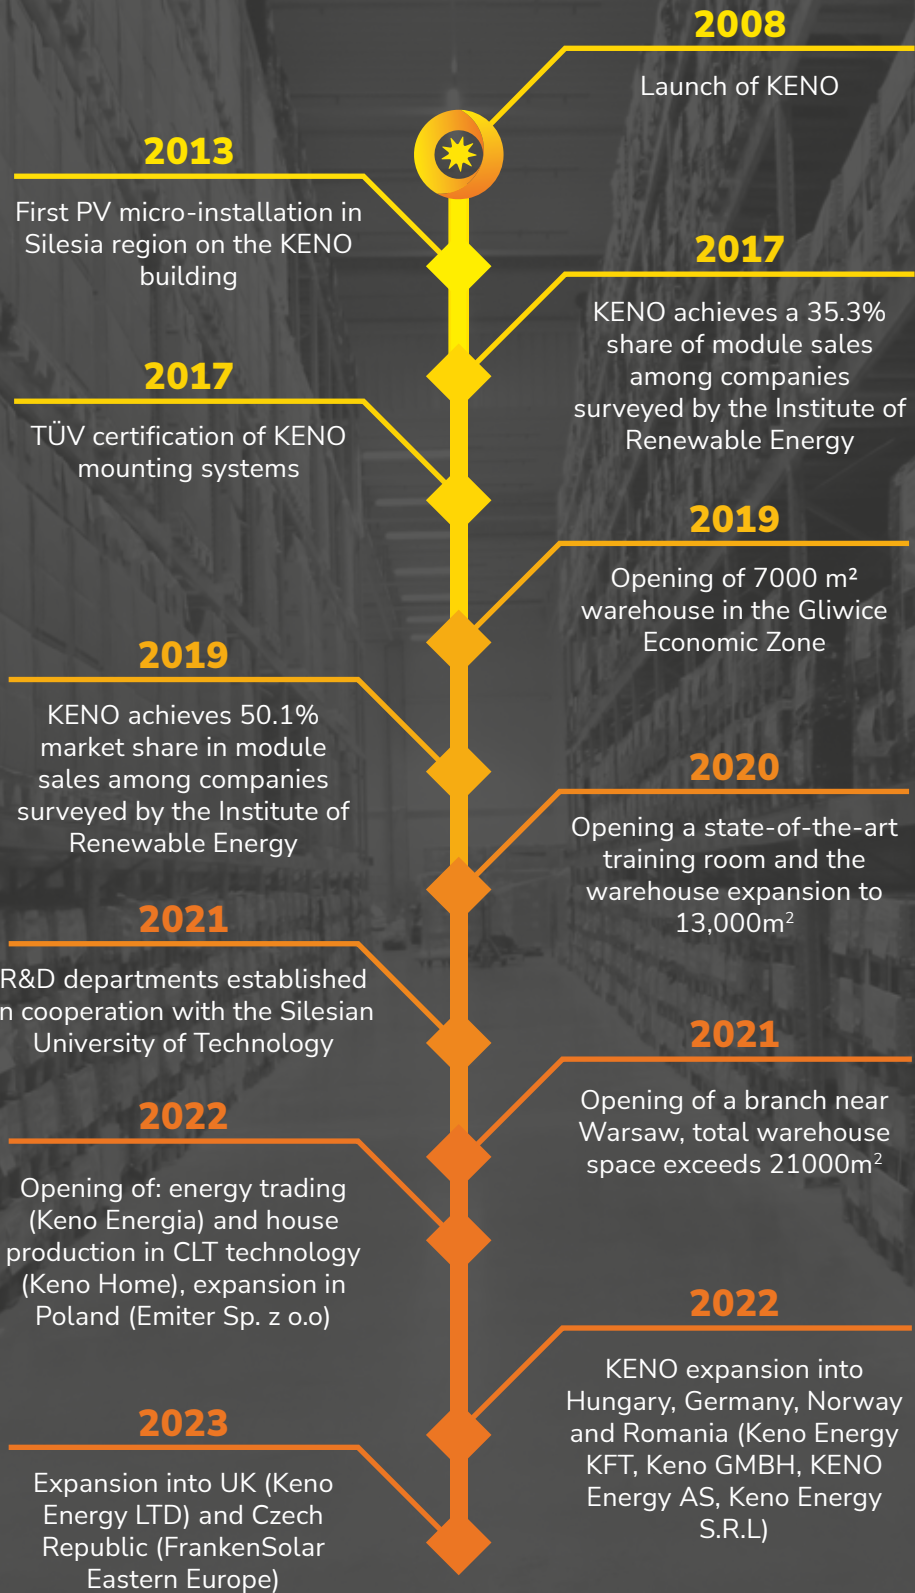 2008
Launch of KENO
2013
First PV micro-installation in
Silesia region on the KENO
building
2017
KENO achieves a 35.3%
share of module sales
among companies
surveyed by the Institute of
Renewable Energy
2017
TÜV certification of KENO
mounting systems
2019
Opening of 7000 m²
warehouse in the Gliwice
Economic Zone
2019
KENO achieves 50.1%
market share in module
sales among companies
surveyed by the Institute of
Renewable Energy
2020
Opening a state-of-the-art
training room and the
warehouse expansion to
13,000m²
2021
R&D departments established
n cooperation with the Silesian
University of Technology
2021
Opening of a branch near
Warsaw, total warehouse
space exceeds 21000m²
2022
Opening of: energy trading
(Keno Energia) and house
production in CLT technology
(Keno Home), expansion in
Poland (Emiter Sp. z o.o)
2022
KENO expansion into
Hungary, Germany, Norway
and Romania (Keno Energy
KFT, Keno GMBH, KENO
Energy AS, Keno Energy
S.R.L)
2023
Expansion into UK (Keno
Energy LTD) and Czech
Republic (FrankenSolar
Eastern Europe)